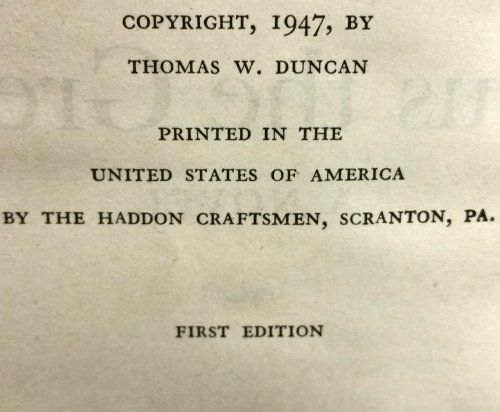 COPYRIGHT, 1947, BY
THOMAS W. DUNCAN
PRINTED IN THE
UNITED STATES OF AMERICA
BY THE HADDON CRAFTSMEN, SCRANTON, PA.
FIRST EDITION